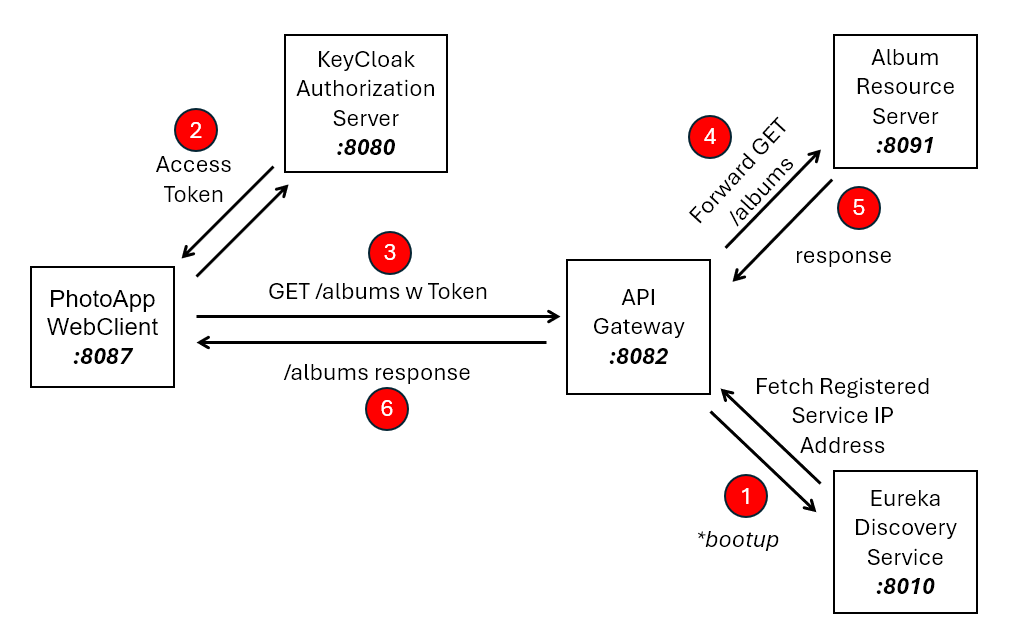 KeyCloak
Authorization
Server
:8080
Album
Resource
Server
:8091
2
Access
Token
4
Forward GET
/albums
5
response
3
GET /albums w Token
PhotoApp
WebClient
:8087
API
Gateway
:8082
/albums response
6
Fetch Registered
Service IP
Address
1
*bootup
Eureka
Discovery
Service
:8010